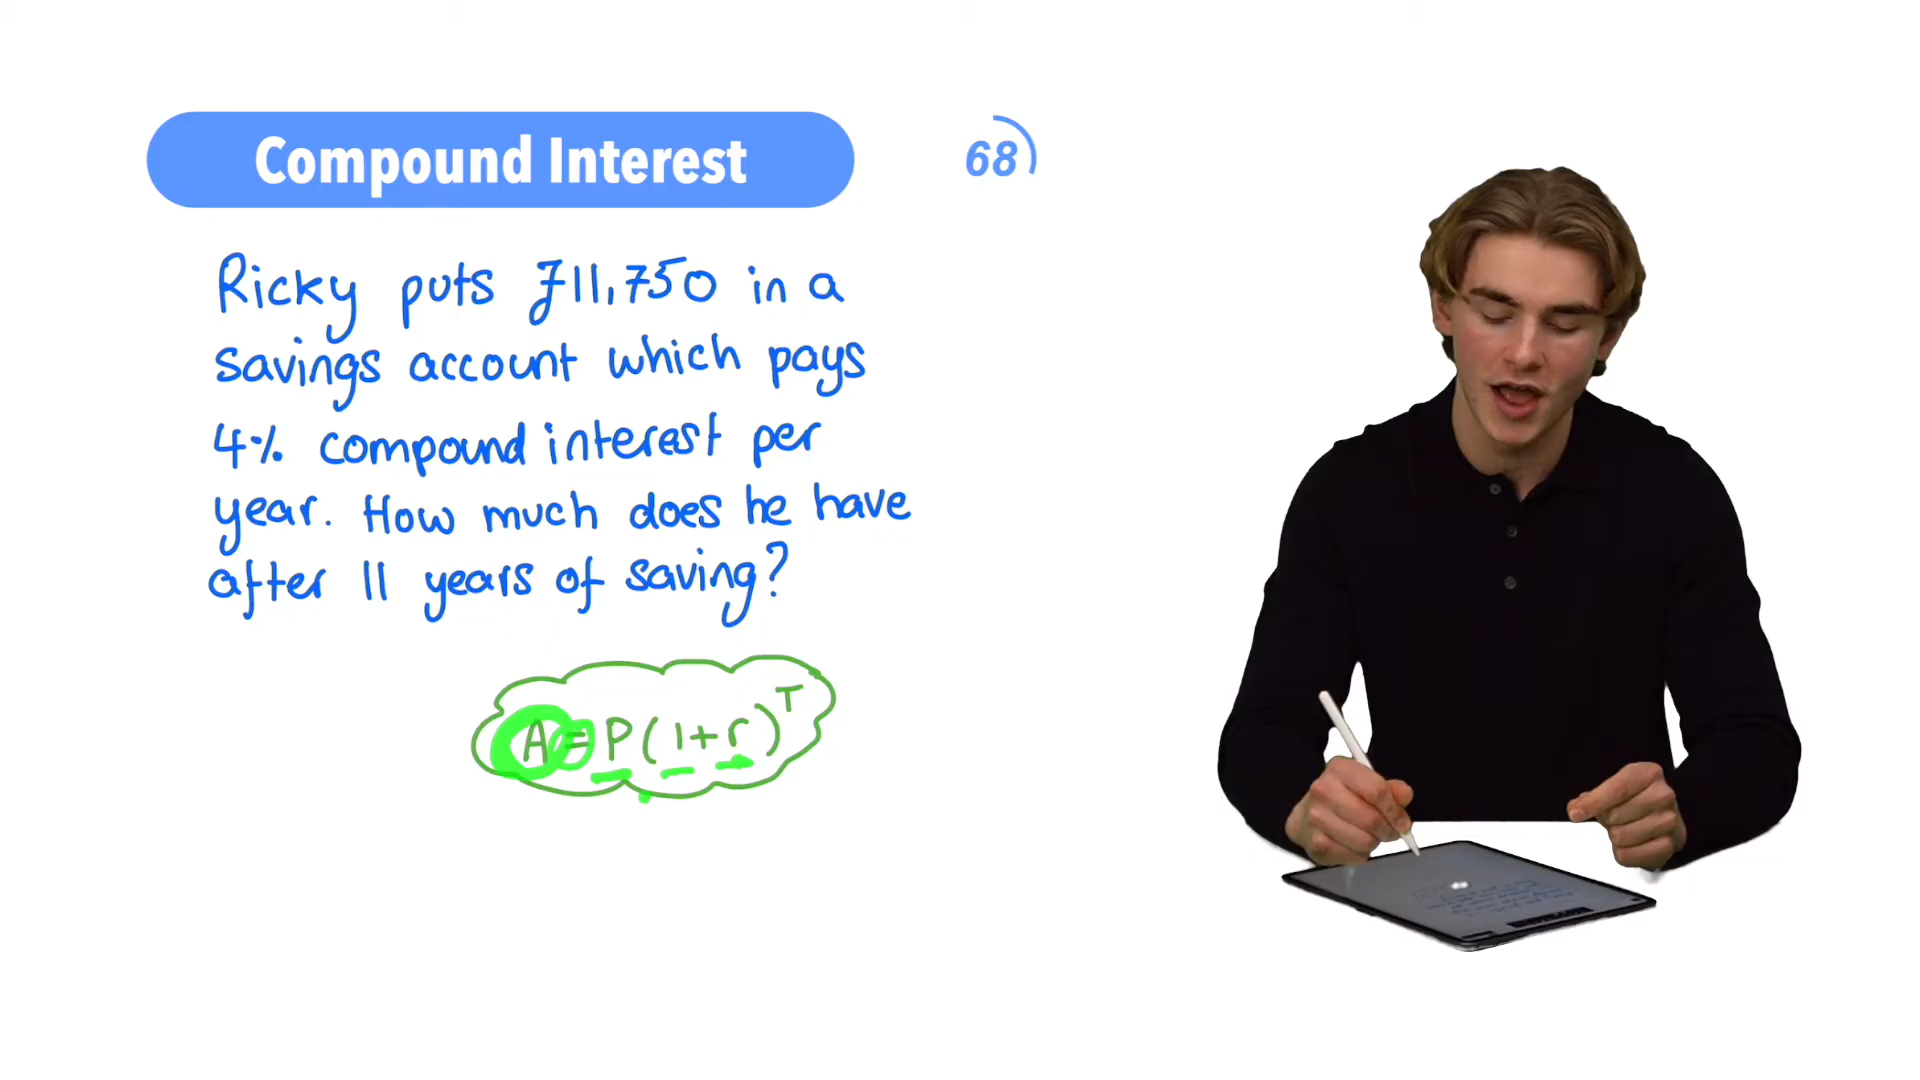 Compound Interest
68
Ricky puts £11,750 in a
savings account which pays
4% compound interest per
year. How much does he have
after 11 years of saving?
A = P(1+r)^T